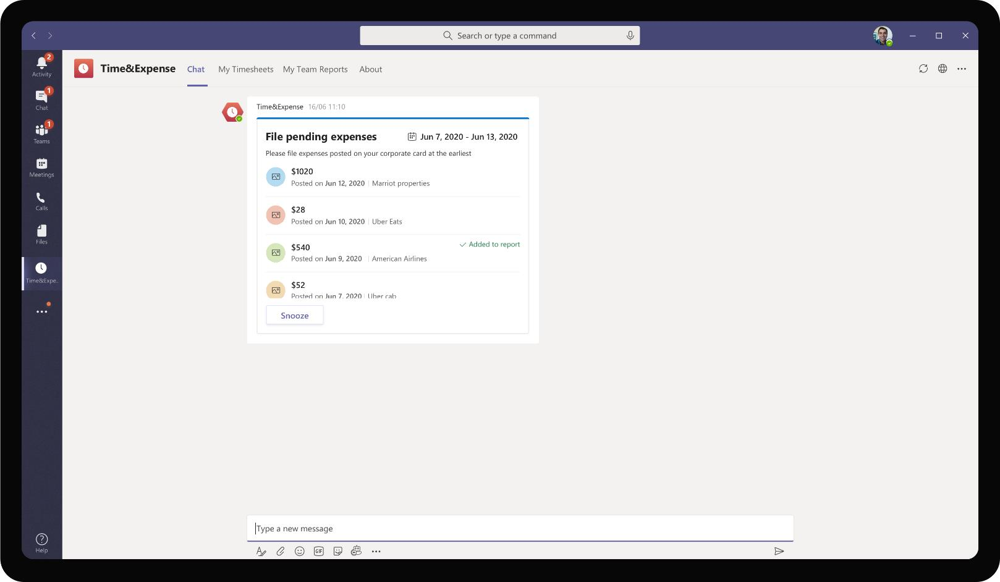 Search or type a command
2
Activity
1
Chat
1
Teams
Meetings
Calls
Files
Time&Expe..
Help
Time&Expense
Chat
My Timesheets
My Team Reports
About
Time&Expense 16/06 11:10
File pending expenses
Jun 7, 2020 - Jun 13, 2020
Please file expenses posted on your corporate card at the earliest
$1020
Posted on Jun 12, 2020 | Marriot properties
$28
Posted on Jun 10, 2020 | Uber Eats
$540
Added to report
Posted on Jun 9, 2020 | American Airlines
$52
Posted on Jun 7, 2020 | Uber cab
Snooze
Type a new message
GIF